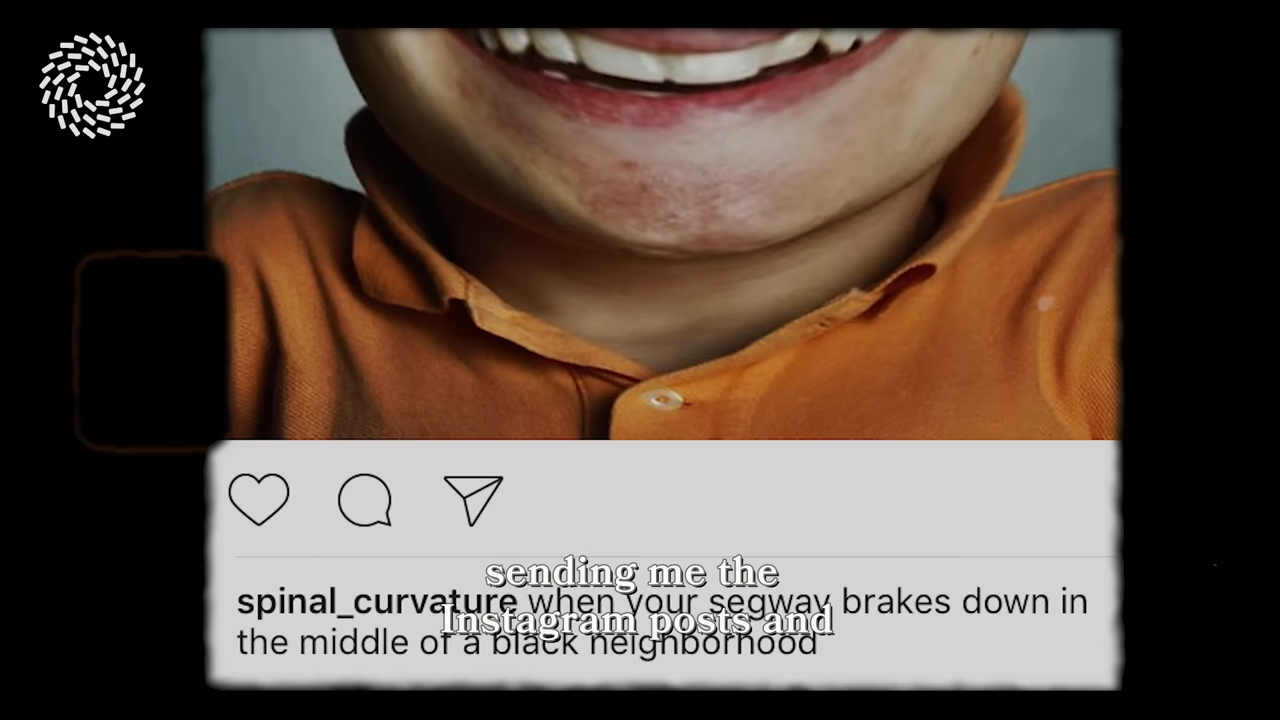 spinal_curvature when your segway brakes down in
the middle of a black neighborhood
sending me the
Instagram posts and